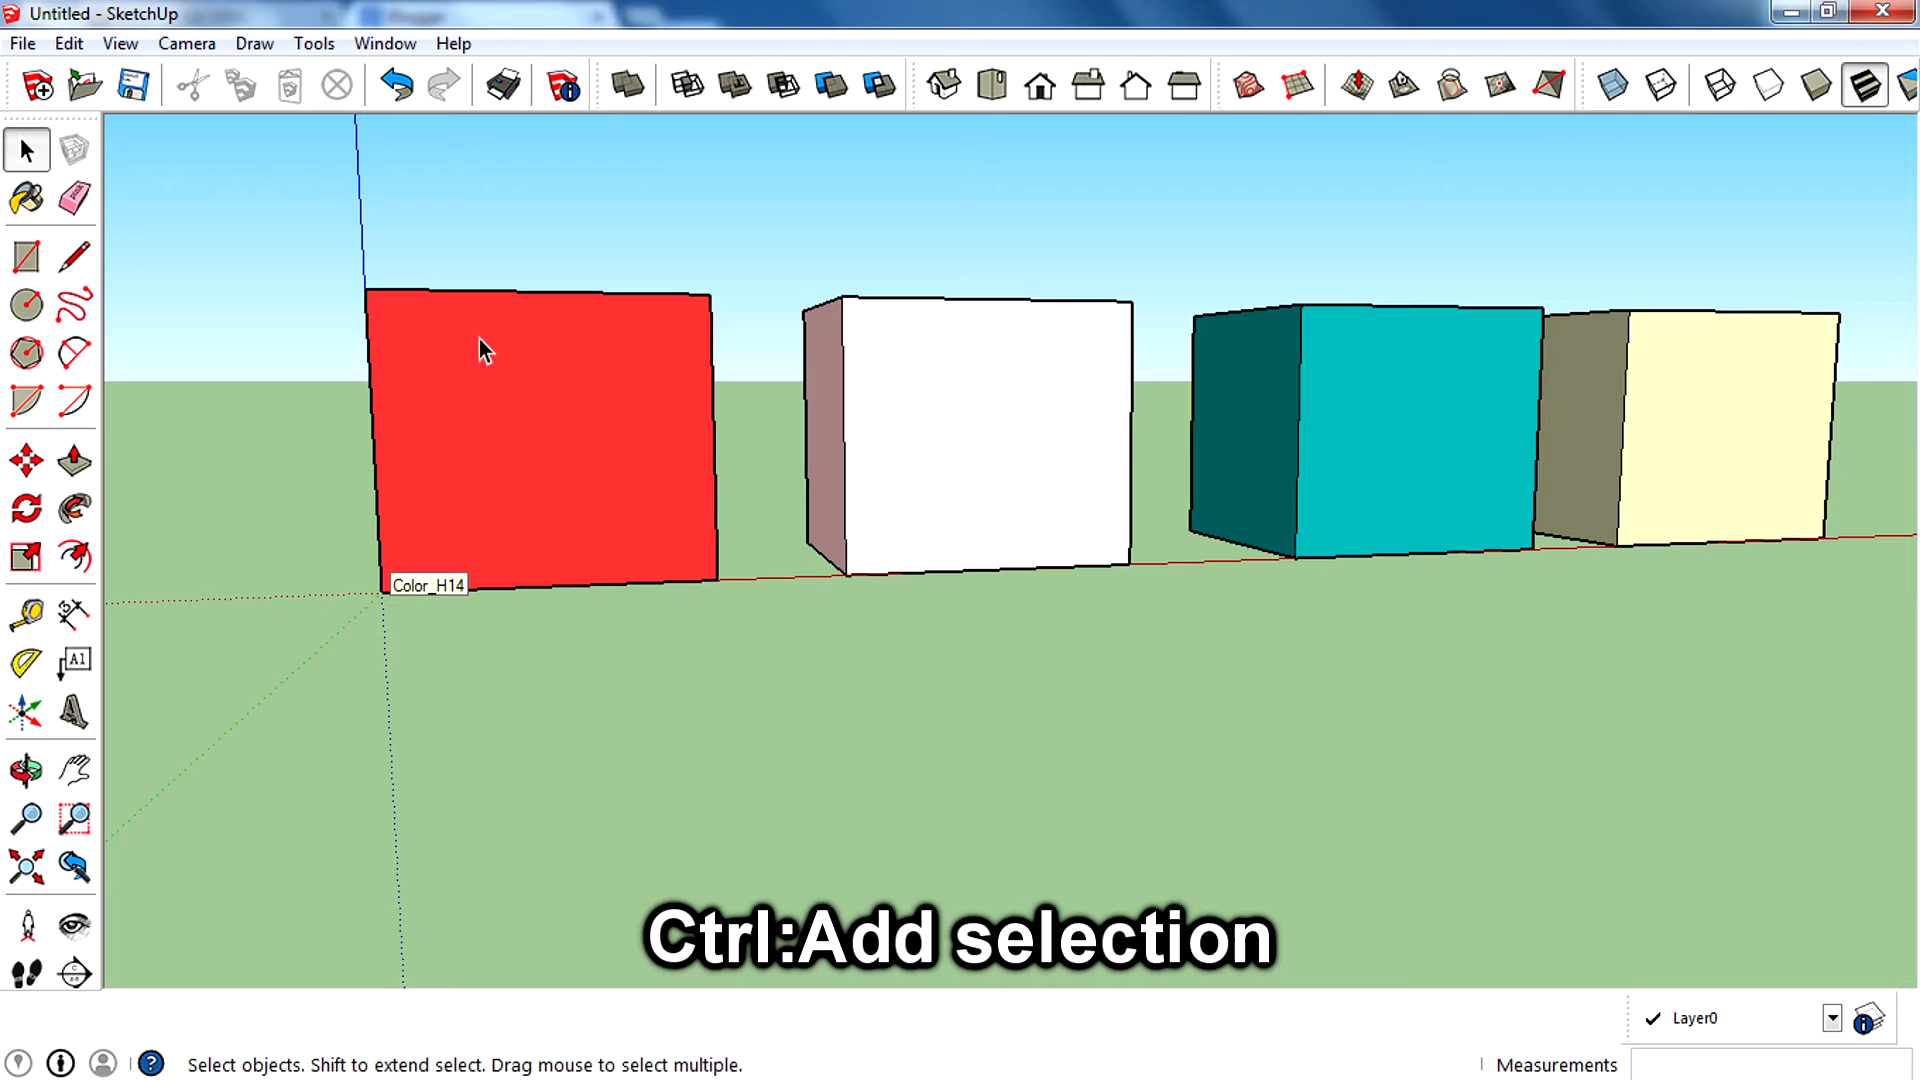 Untitled - SketchUp
File Edit View Camera Draw Tools Window Help
Color_H14
Ctrl:Add selection
Layer0
Select objects. Shift to extend select. Drag mouse to select multiple.
Measurements